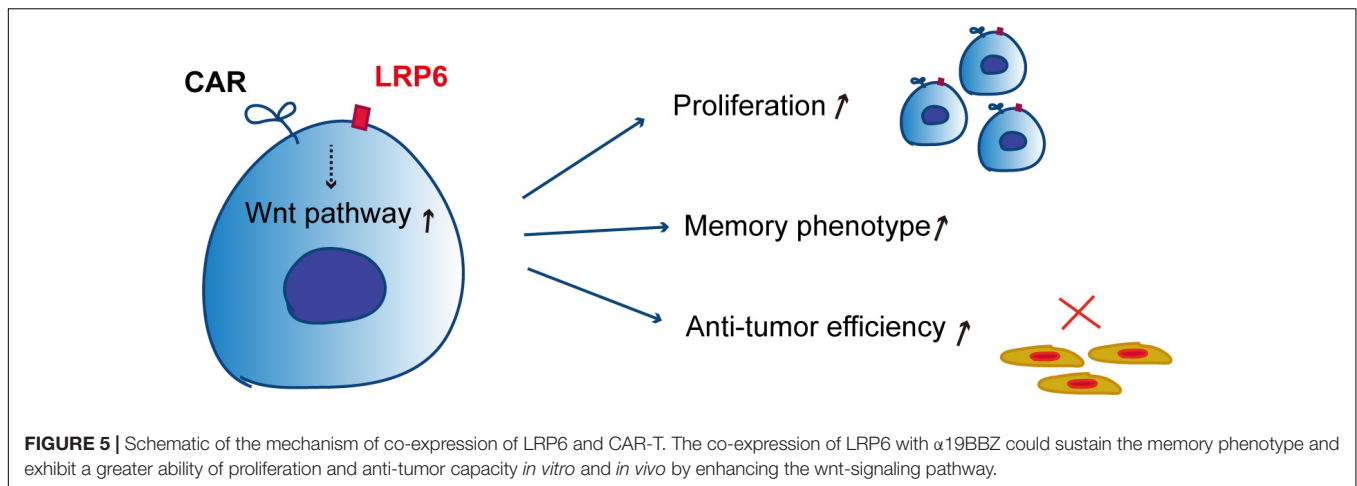 CAR
LRP6
Wnt pathway ↑
Proliferation ↑
Memory phenotype ↑
Anti-tumor efficiency ↑
FIGURE 5 | Schematic of the mechanism of co-expression of LRP6 and CAR-T. The co-expression of LRP6 with α19BBZ could sustain the memory phenotype and
exhibit a greater ability of proliferation and anti-tumor capacity in vitro and in vivo by enhancing the wnt-signaling pathway.